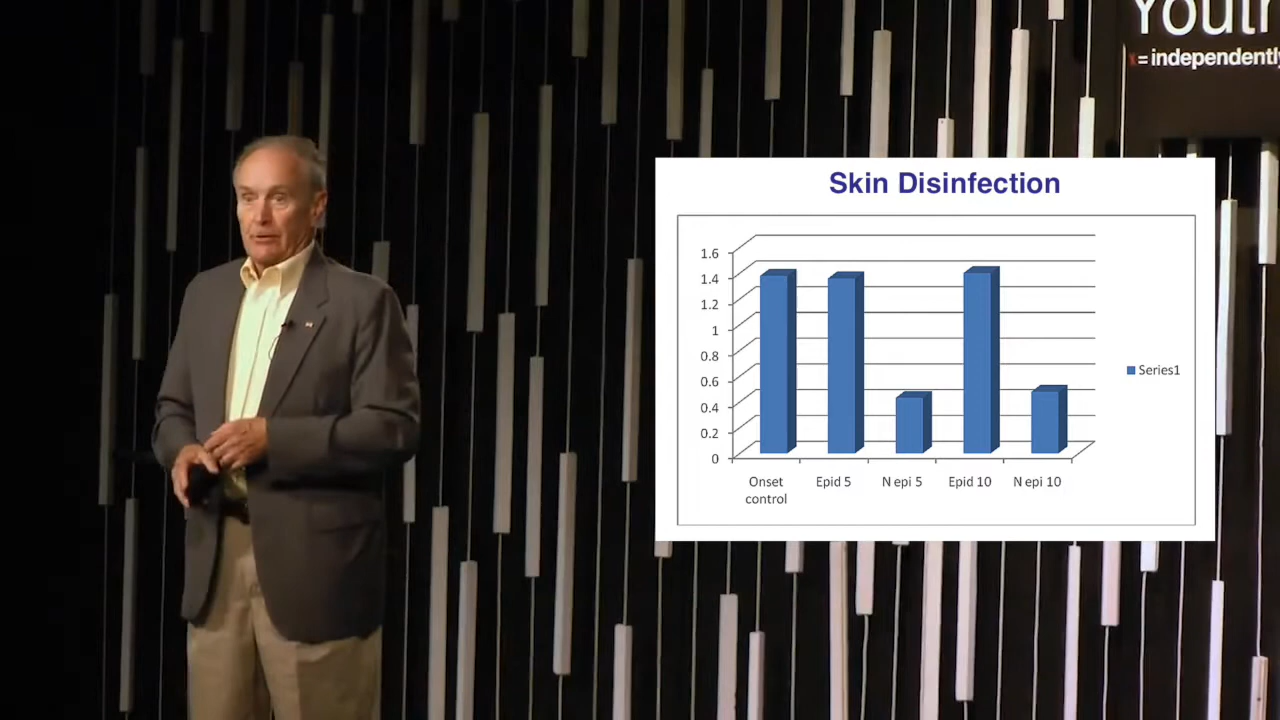 = independently
Skin Disinfection
1.6
1.4
1.2
1
0.8
0.6
0.4
0.2
0
Onset control
Epid 5
N epi 5
Epid 10
N epi 10
Series1